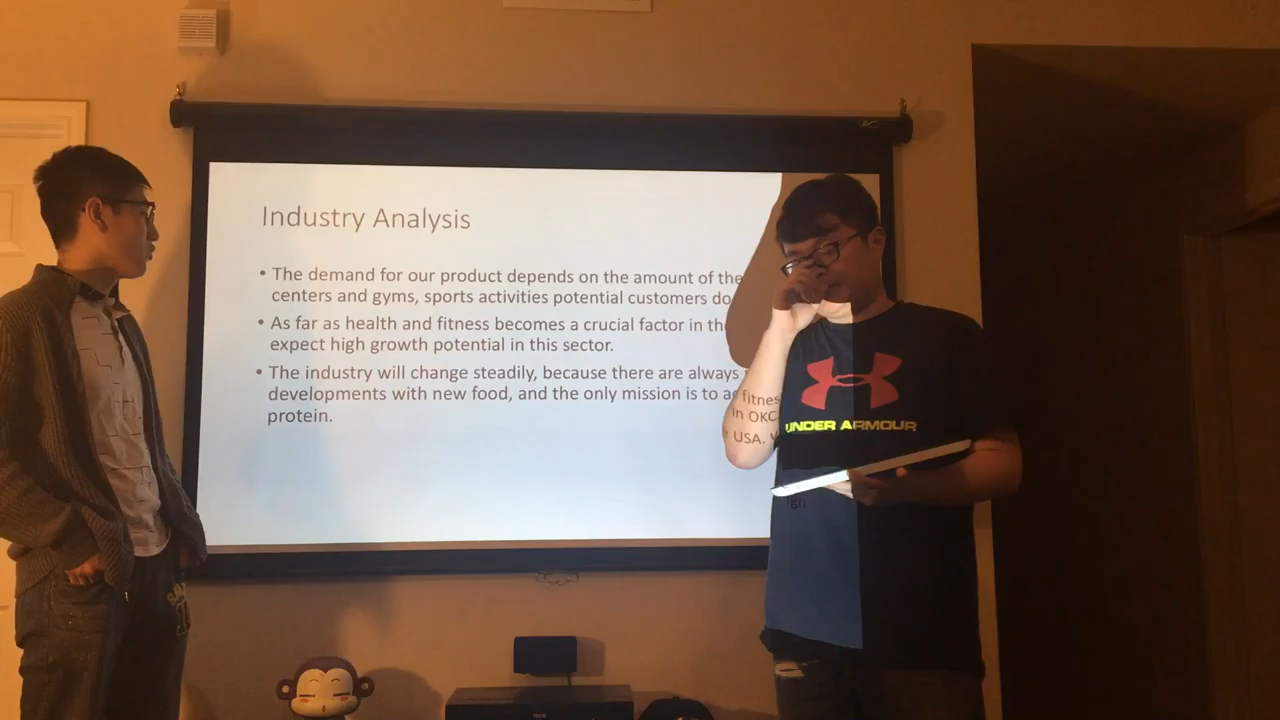 Industry Analysis
• The demand for our product depends on the amount of the fitnes
centers and gyms, sports activities potential customers do in OKC
• As far as health and fitness becomes a crucial factor in the USA.
expect high growth potential in this sector.
• The industry will change steadily, because there are always
developments with new food, and the only mission is to
protein.
UNDER ARMOUR